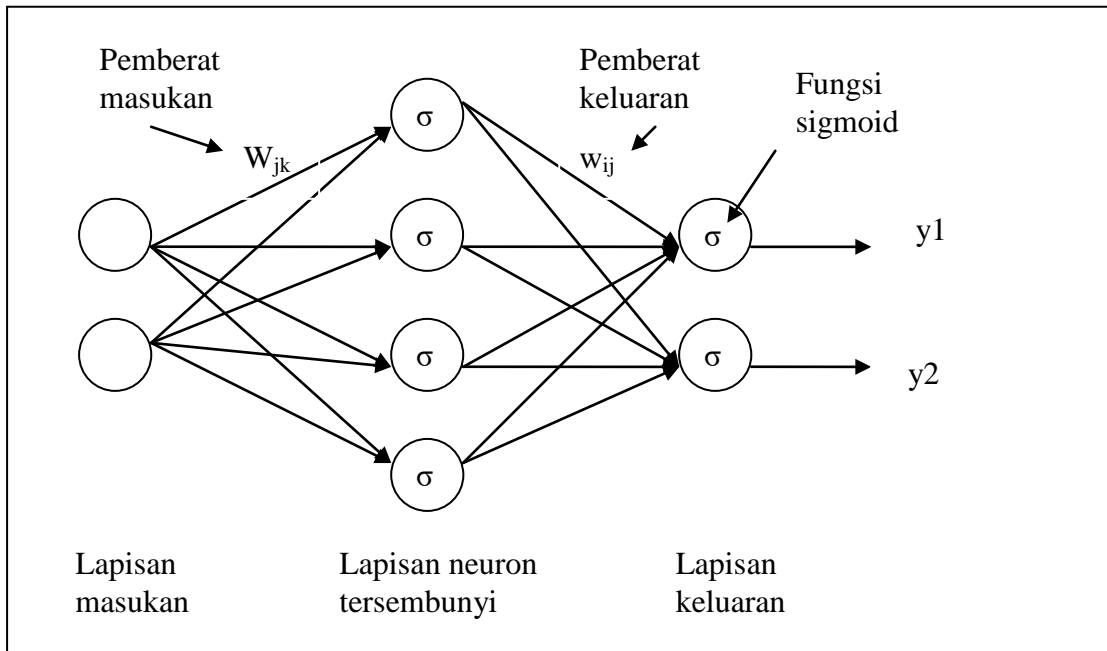 Pemberat
masukan
Pemberat
keluaran
Fungsi
sigmoid
W_jk
w_ij
σ
σ
σ
σ
σ
σ
y1
y2
Lapisan
masukan
Lapisan neuron
tersembunyi
Lapisan
keluaran